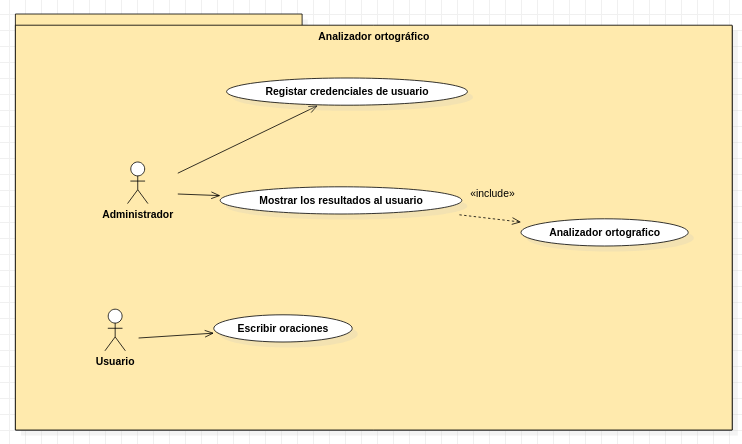 Analizador ortográfico
Registar credenciales de usuario
Administrador
Mostrar los resultados al usuario
«include»
Analizador ortografico
Usuario
Escribir oraciones